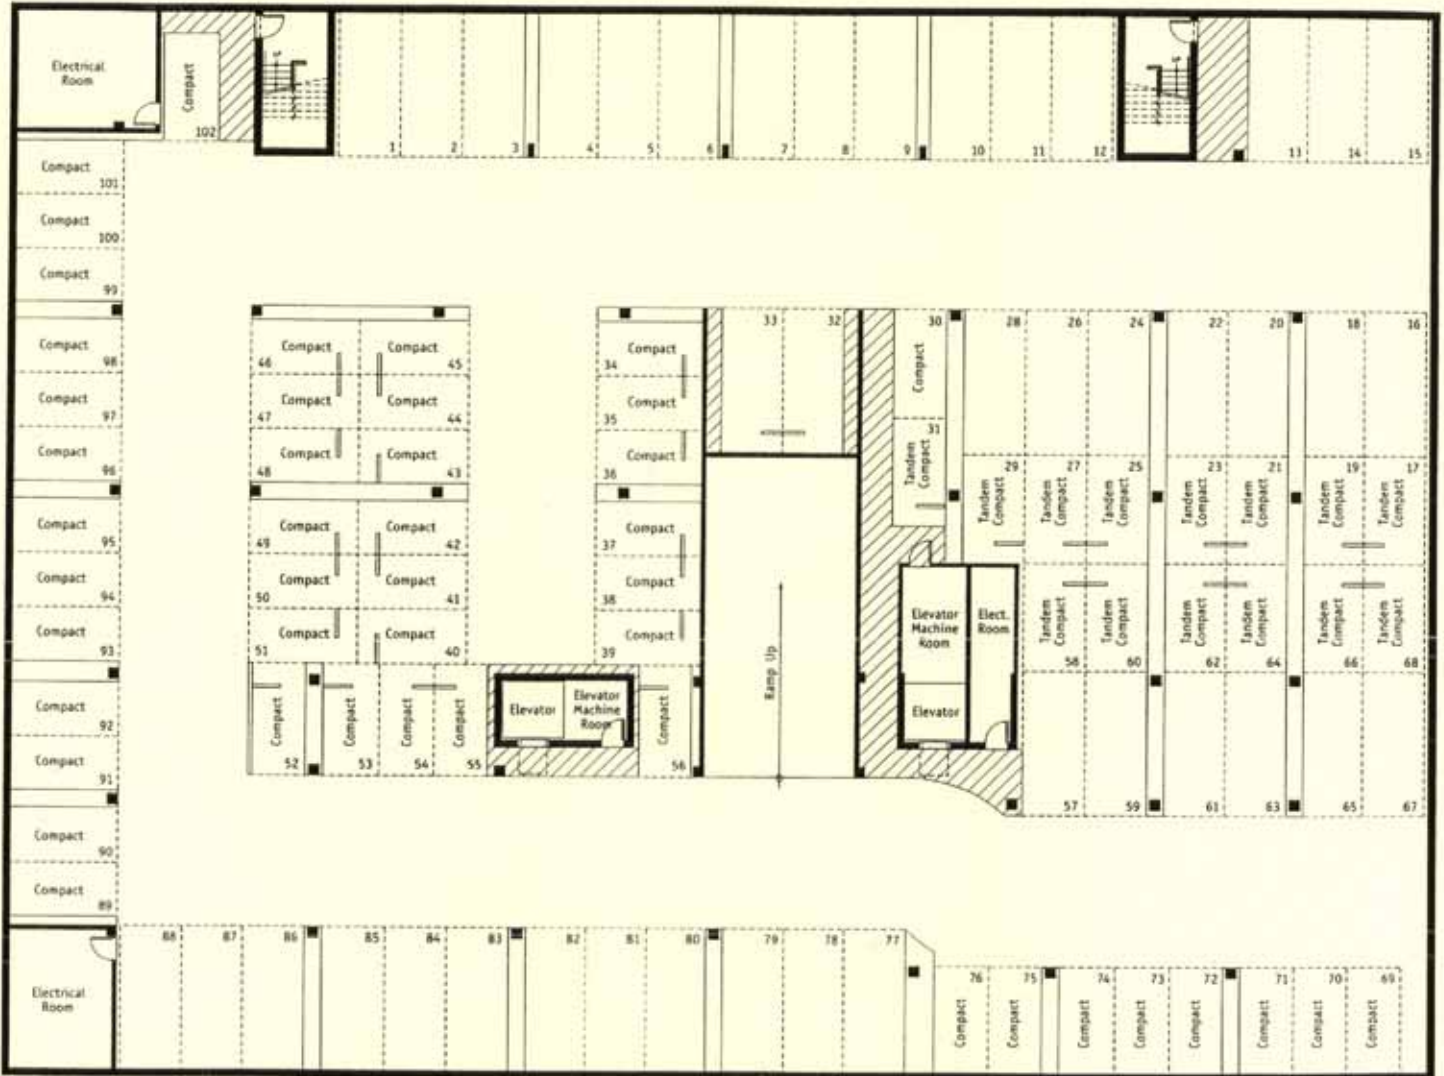 Electrical
Room
Compact
102
UP
1
2
3
4
5
6
7
8
9
10
11
12
UP
13
14
15
Compact
101
Compact
100
Compact
99
Compact
98
Compact
97
Compact
96
Compact
95
Compact
94
Compact
93
Compact
92
Compact
91
Compact
90
Compact
89
Compact
46
Compact
45
Compact
47
Compact
44
Compact
48
Compact
43
Compact
49
Compact
42
Compact
50
Compact
41
Compact
51
Compact
40
Compact
52
Compact
53
Compact
54
Compact
55
Elevator
Elevator
Machine
Room
Compact
34
Compact
35
Compact
36
Compact
37
Compact
38
Compact
39
Compact
56
33
32
Ramp Up
30
Compact
31
Tandem
Compact
28
26
24
22
20
18
16
29
Tandem
Compact
27
Tandem
Compact
25
Tandem
Compact
23
Tandem
Compact
21
Tandem
Compact
19
Tandem
Compact
17
Tandem
Compact
Elevator
Machine
Room
Elect.
Room
Elevator
Tandem
Compact
58
Tandem
Compact
60
Tandem
Compact
62
Tandem
Compact
64
Tandem
Compact
66
Tandem
Compact
68
57
59
61
63
65
67
Electrical
Room
88
87
86
85
84
83
82
81
80
79
78
77
76
Compact
75
Compact
74
Compact
73
Compact
72
Compact
71
Compact
70
Compact
69
Compact